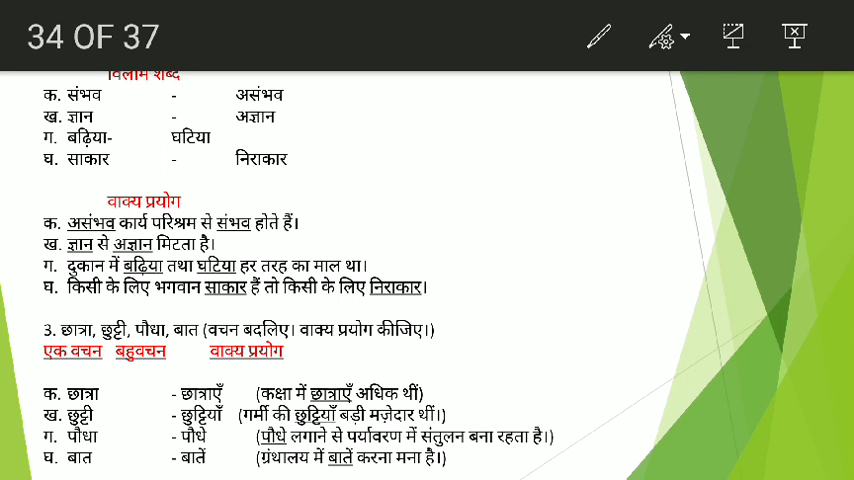 34 OF 37
विलोम शब्द
क. संभव - असंभव
ख. ज्ञान - अज्ञान
ग. बढ़िया- घटिया
घ. साकार - निराकार
वाक्य प्रयोग
क. असंभव कार्य परिश्रम से संभव होते हैं।
ख. ज्ञान से अज्ञान मिटता है।
ग. दुकान में बढ़िया तथा घटिया हर तरह का माल था।
घ. किसी के लिए भगवान साकार हैं तो किसी के लिए निराकार।
3. छात्रा, छुट्टी, पौधा, बात (वचन बदलिए। वाक्य प्रयोग कीजिए।)
एक वचन बहुवचन वाक्य प्रयोग
क. छात्रा - छात्राएँ (कक्षा में छात्राएँ अधिक थीं)
ख. छुट्टी - छुट्टियाँ (गर्मी की छुट्टियाँ बड़ी मज़ेदार थीं।)
ग. पौधा - पौधे (पौधे लगाने से पर्यावरण में संतुलन बना रहता है।)
घ. बात - बातें (ग्रंथालय में बातें करना मना है।)